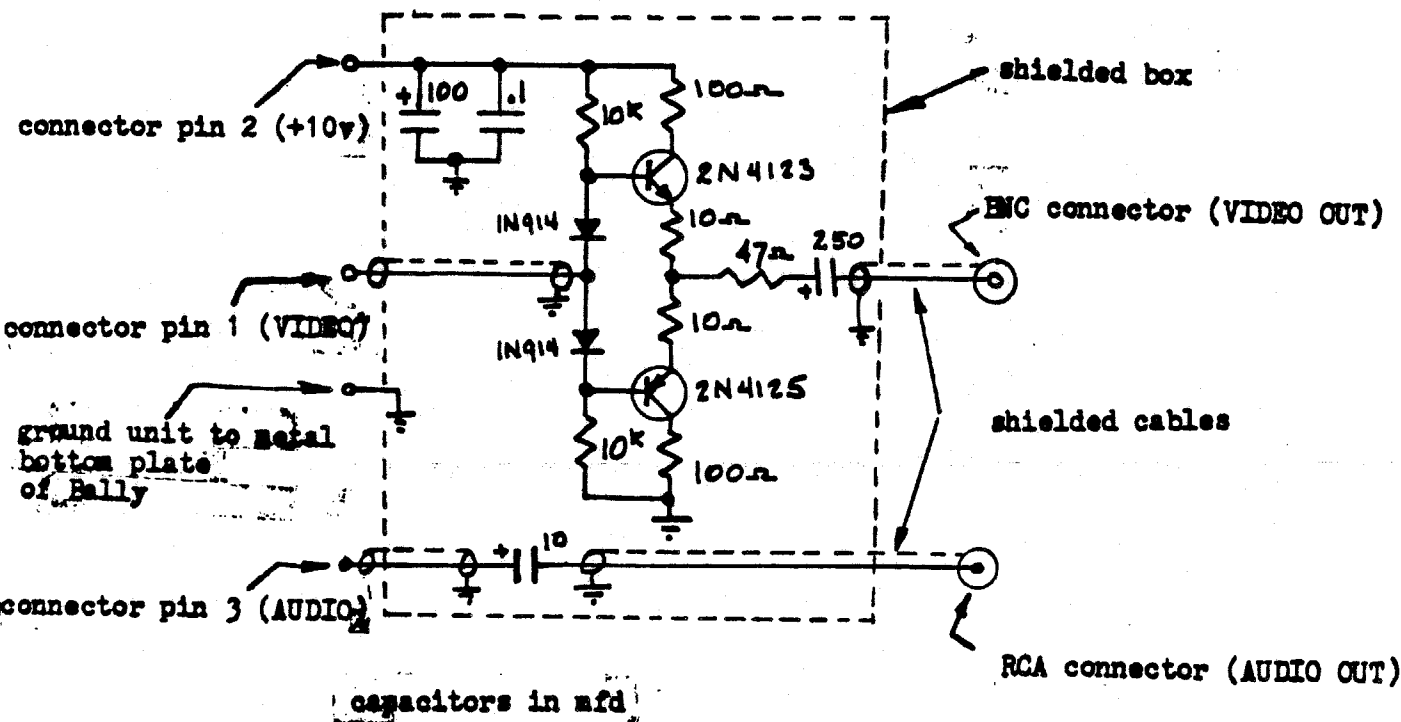 shielded box
+ 100
.1
10K
100Ω
connector pin 2 (+10v)
2N4123
1N914
10Ω
BNC connector (VIDEO OUT)
47Ω
250
+
connector pin 1 (VIDEO)
10Ω
1N914
2N4125
ground unit to metal
bottom plate
of Bally
shielded cables
10K
100Ω
+ 10
connector pin 3 (AUDIO)
RCA connector (AUDIO OUT)
capacitors in mfd